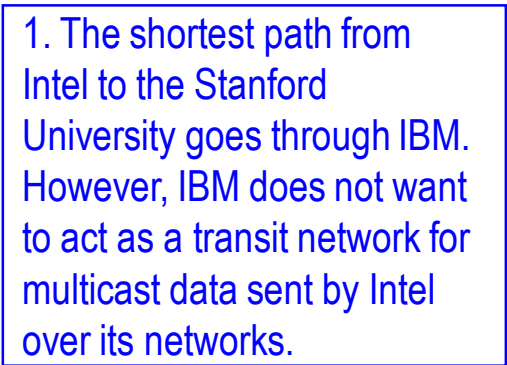 1. The shortest path from
Intel to the Stanford
University goes through IBM.
However, IBM does not want
to act as a transit network for
multicast data sent by Intel
over its networks.